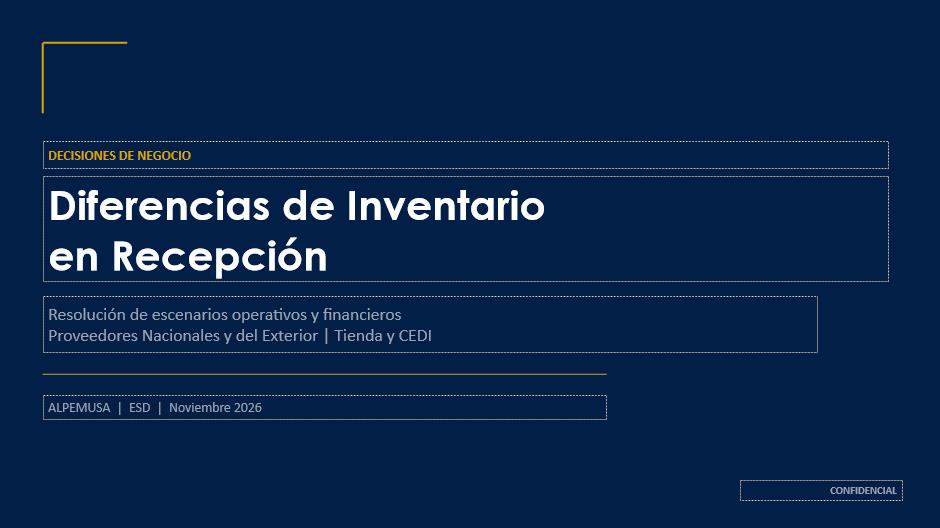 DECISIONES DE NEGOCIO
Diferencias de Inventario
en Recepción
Resolución de escenarios operativos y financieros
Proveedores Nacionales y del Exterior | Tienda y CEDI
ALPEMUSA | ESD | Noviembre 2026
CONFIDENCIAL